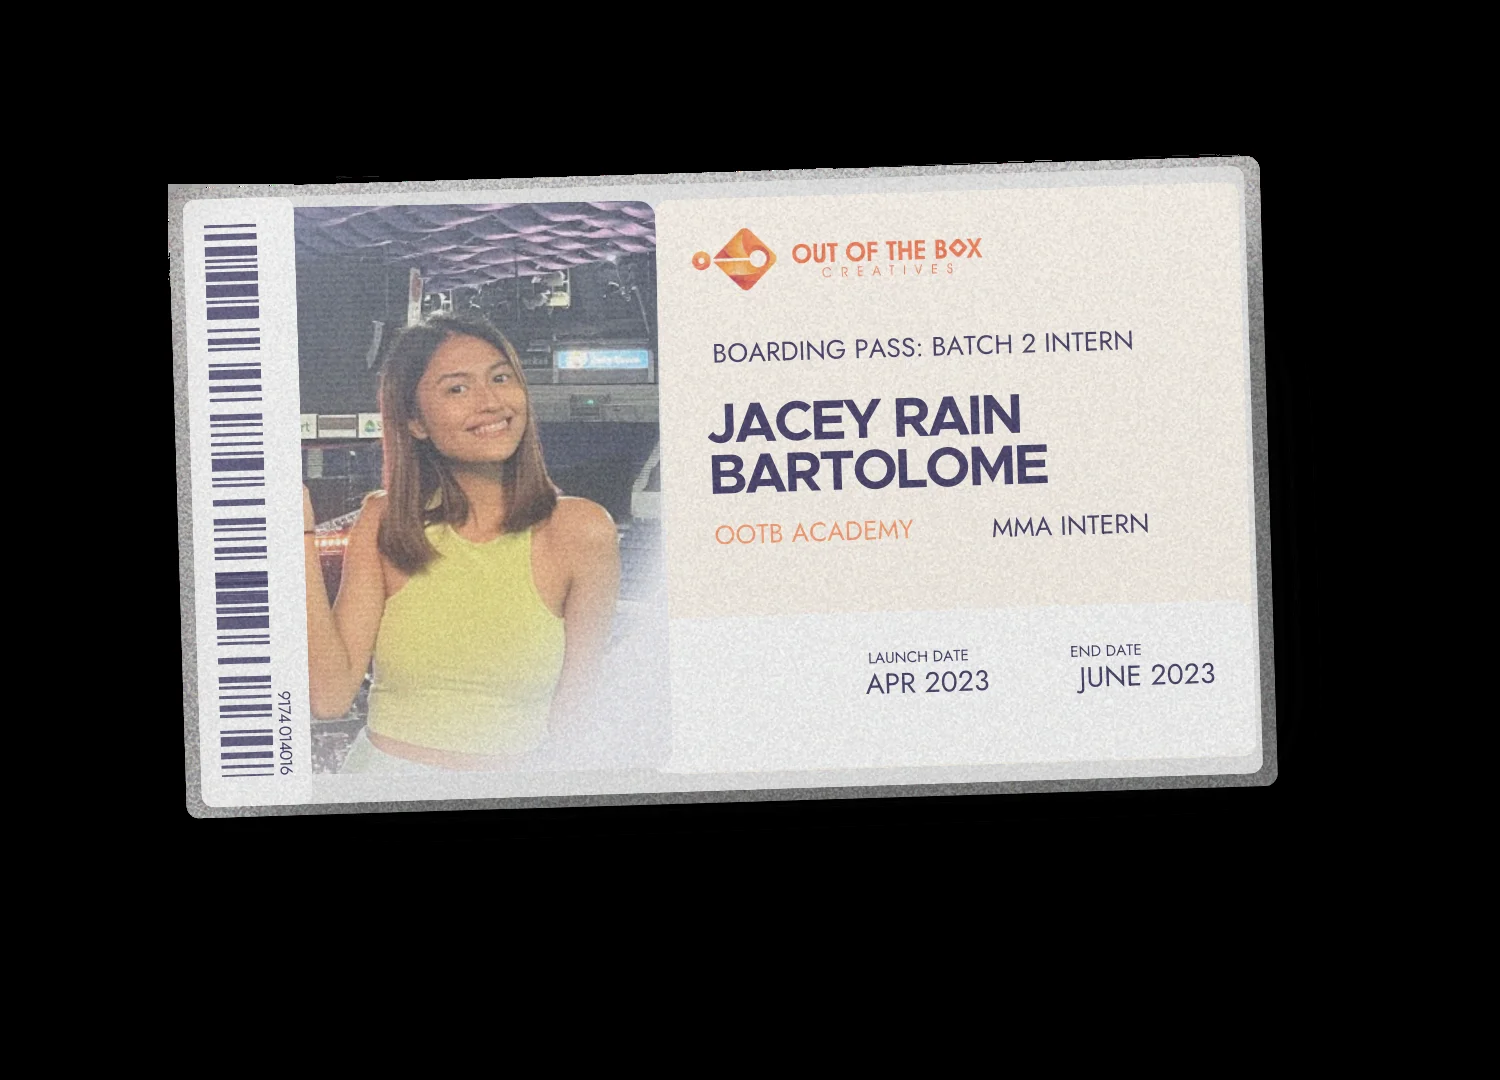 OUT OF THE BOX
CREATIVES
BOARDING PASS: BATCH 2 INTERN
JACEY RAIN
BARTOLOME
OOTB ACADEMY
MMA INTERN
LAUNCH DATE
APR 2023
END DATE
JUNE 2023
9174 014016